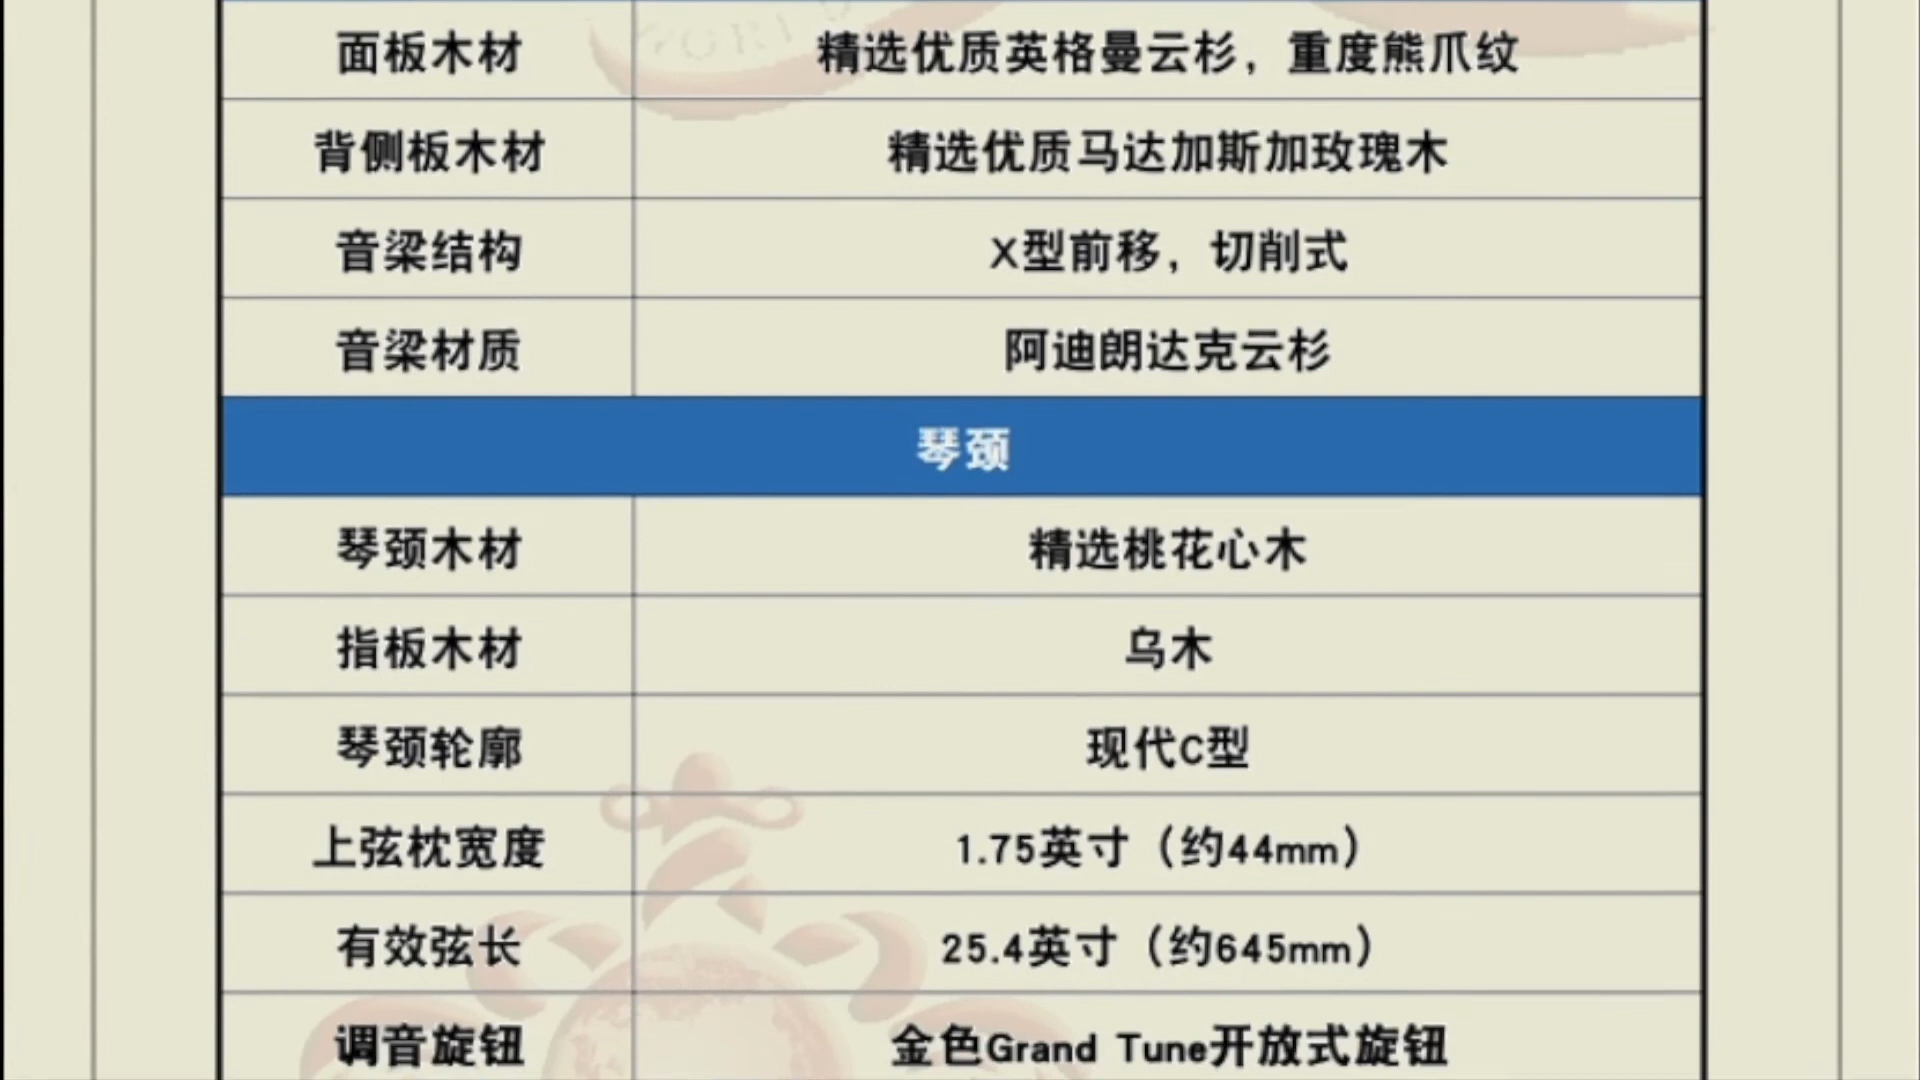 面板木材 精选优质英格曼云杉，重度熊爪纹
背侧板木材 精选优质马达加斯加玫瑰木
音梁结构 X型前移，切削式
音梁材质 阿迪朗达克云杉
琴颈
琴颈木材 精选桃花心木
指板木材 乌木
琴颈轮廓 现代C型
上弦枕宽度 1.75英寸（约44mm）
有效弦长 25.4英寸（约645mm）
调音旋钮 金色Grand Tune开放式旋钮